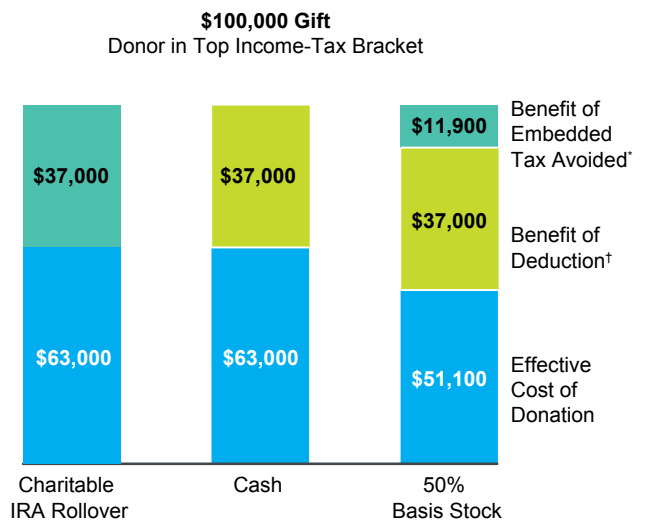 $100,000 Gift
Donor in Top Income-Tax Bracket
$37,000
$63,000
$37,000
$63,000
$11,900
$37,000
$51,100
Benefit of
Embedded
Tax Avoided*
Benefit of
Deduction†
Effective
Cost of
Donation
Charitable
IRA Rollover
Cash
50%
Basis Stock